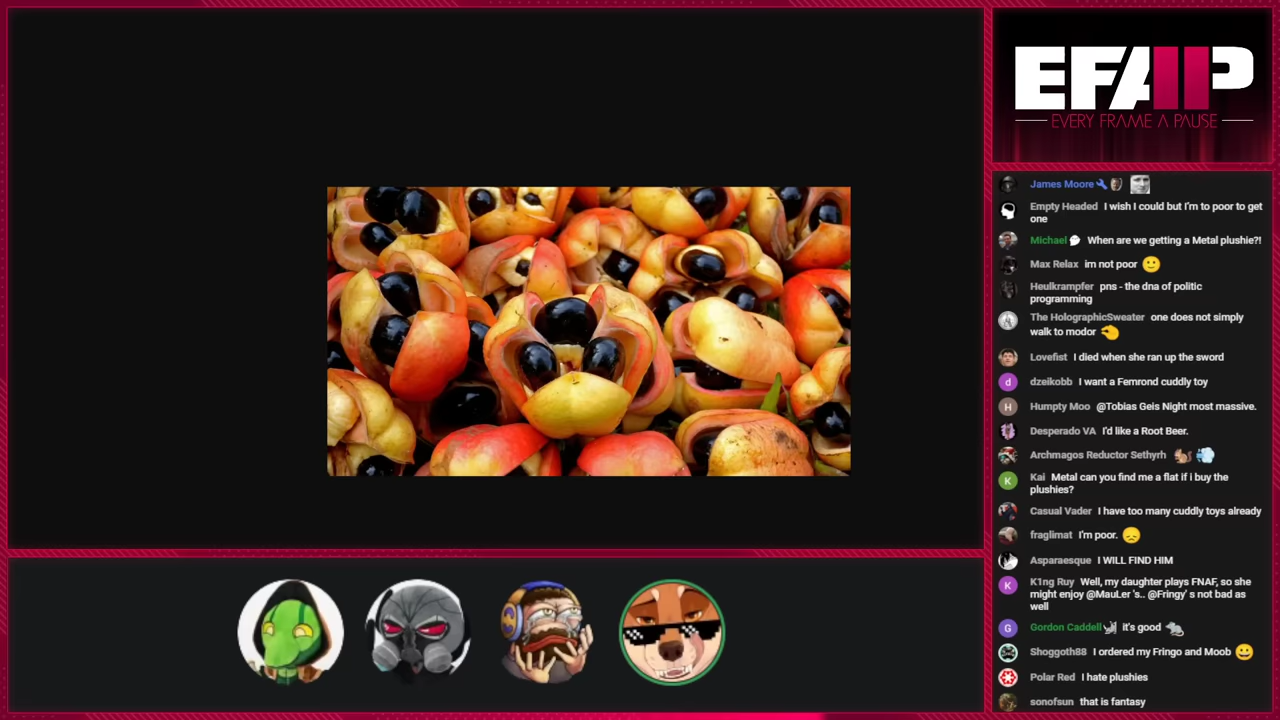 EFAP
EVERY FRAME A PAUSE
James Moore
Empty Headed I wish I could but I'm to poor to get
one
Michael When are we getting a Metal plushie?!
Max Relax im not poor 🙂
Heulkrampfer pns - the dna of politic
programming
The HolographicSweater one does not simply
walk to modor 🤏
Lovefist I died when she ran up the sword
d
dzeikobb I want a Femrond cuddly toy
H
Humpty Moo @Tobias Geis Night most massive.
Desperado VA I'd like a Root Beer.
Archmagos Reductor Sethyrh 🐿️ 💨
K
Kai Metal can you find me a flat if i buy the
plushies?
Casual Vader I have too many cuddly toys already
fraglimat I'm poor. 😞
Asparaesque I WILL FIND HIM
K
K1ng Ruy Well, my daughter plays FNAF, so she
might enjoy @MauLer 's.. @Fringy' s not bad as
well
G
Gordon Caddell it's good 🐀
Shoggoth88 I ordered my Fringo and Moob 😀
Polar Red I hate plushies
sonofsun that is fantasy